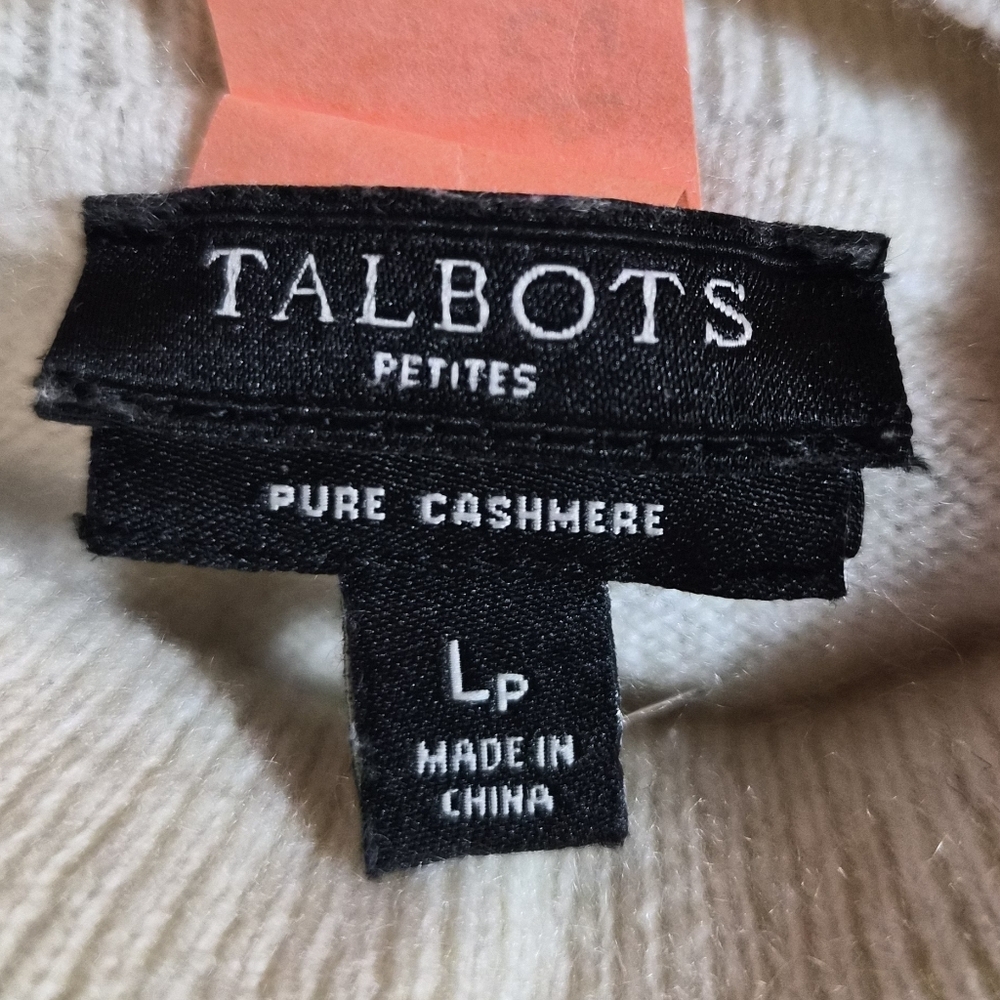 TALBOTS
PETITES
PURE CASHMERE
LP
MADE IN
CHINA